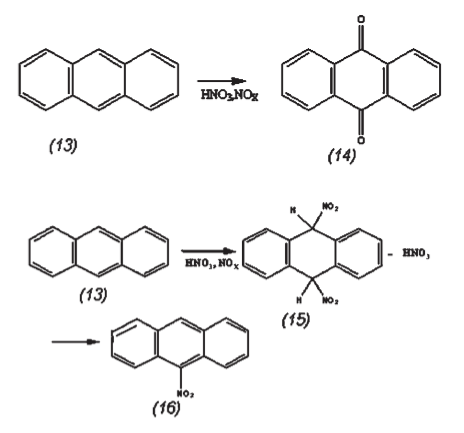 O
HNO₃,NOₓ
O
(13)
(14)
H
NO₂
HNO₃,NOₓ
- HNO₃
(13)
H
NO₂
(15)
NO₂
(16)